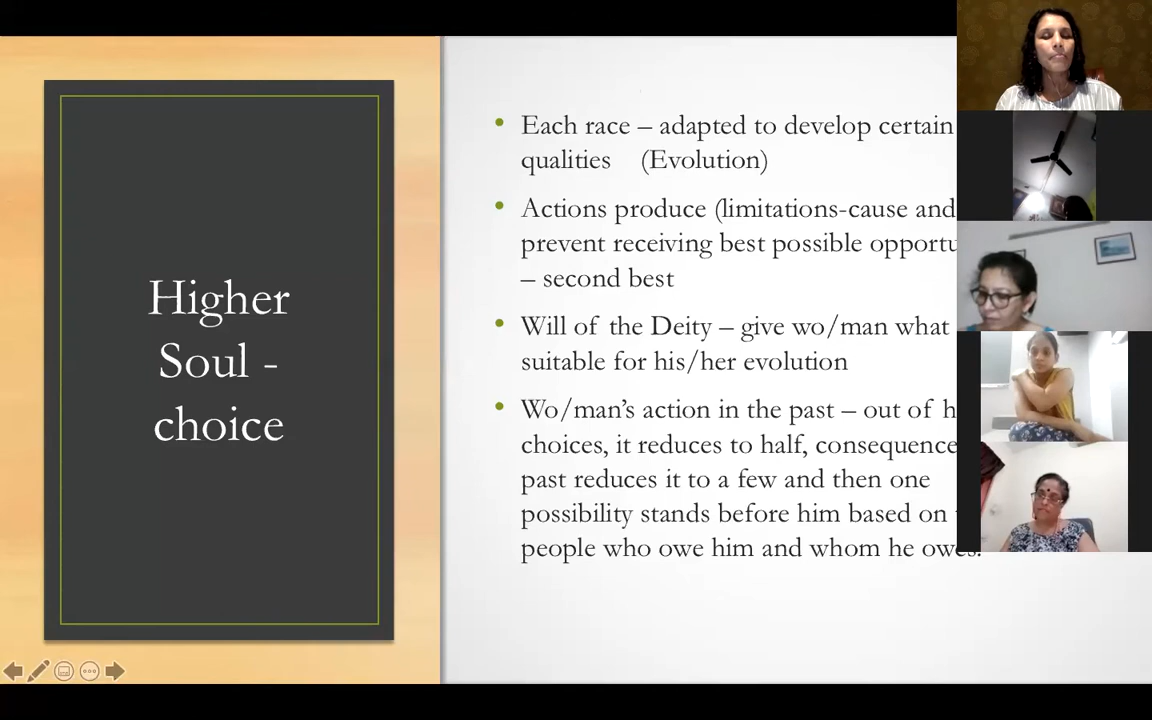 Higher
Soul -
choice
• Each race – adapted to develop certain
qualities (Evolution)
• Actions produce (limitations-cause and
prevent receiving best possible
– second best
• Will of the Deity – give wo/man what
suitable for his/her evolution
• Wo/man's action in the past – out of
choices, it reduces to half,
past reduces it to a few and then one
possibility stands before him based on
people who owe him and whom he owes.